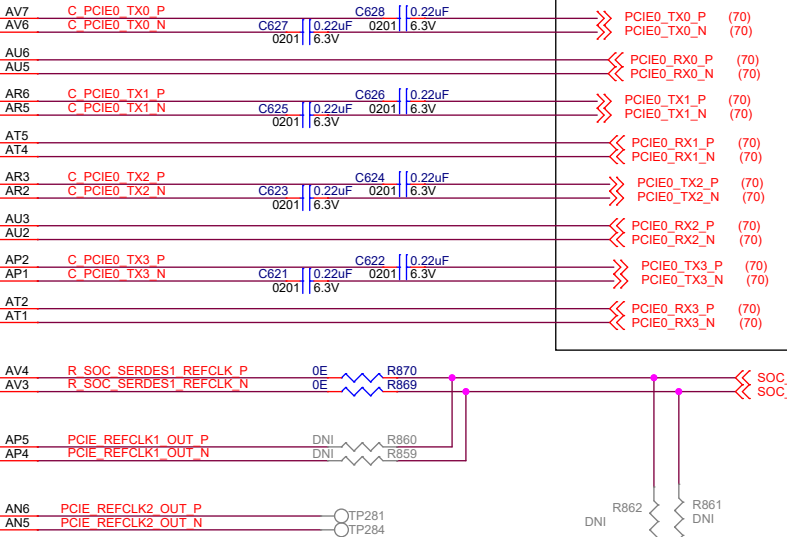 AV7 C_PCIE0_TX0_P C628 0.22uF PCIE0_TX0_P (70)
AV6 C_PCIE0_TX0_N C627 0.22uF 0201 6.3V PCIE0_TX0_N (70)
0201 6.3V
AU6 PCIE0_RX0_P (70)
AU5 PCIE0_RX0_N (70)
AR6 C_PCIE0_TX1_P C626 0.22uF PCIE0_TX1_P (70)
AR5 C_PCIE0_TX1_N C625 0.22uF 0201 6.3V PCIE0_TX1_N (70)
0201 6.3V
AT5 PCIE0_RX1_P (70)
AT4 PCIE0_RX1_N (70)
AR3 C_PCIE0_TX2_P C624 0.22uF PCIE0_TX2_P (70)
AR2 C_PCIE0_TX2_N C623 0.22uF 0201 6.3V PCIE0_TX2_N (70)
0201 6.3V
AU3 PCIE0_RX2_P (70)
AU2 PCIE0_RX2_N (70)
AP2 C_PCIE0_TX3_P C622 0.22uF PCIE0_TX3_P (70)
AP1 C_PCIE0_TX3_N C621 0.22uF 0201 6.3V PCIE0_TX3_N (70)
0201 6.3V
AT2 PCIE0_RX3_P (70)
AT1 PCIE0_RX3_N (70)
AV4 R_SOC_SERDES1_REFCLK_P 0E R870 SOC_
AV3 R_SOC_SERDES1_REFCLK_N 0E R869 SOC_
AP5 PCIE_REFCLK1_OUT_P DNI R860
AP4 PCIE_REFCLK1_OUT_N DNI R859
AN6 PCIE_REFCLK2_OUT_P TP281 R862 R861
AN5 PCIE_REFCLK2_OUT_N TP284 DNI DNI